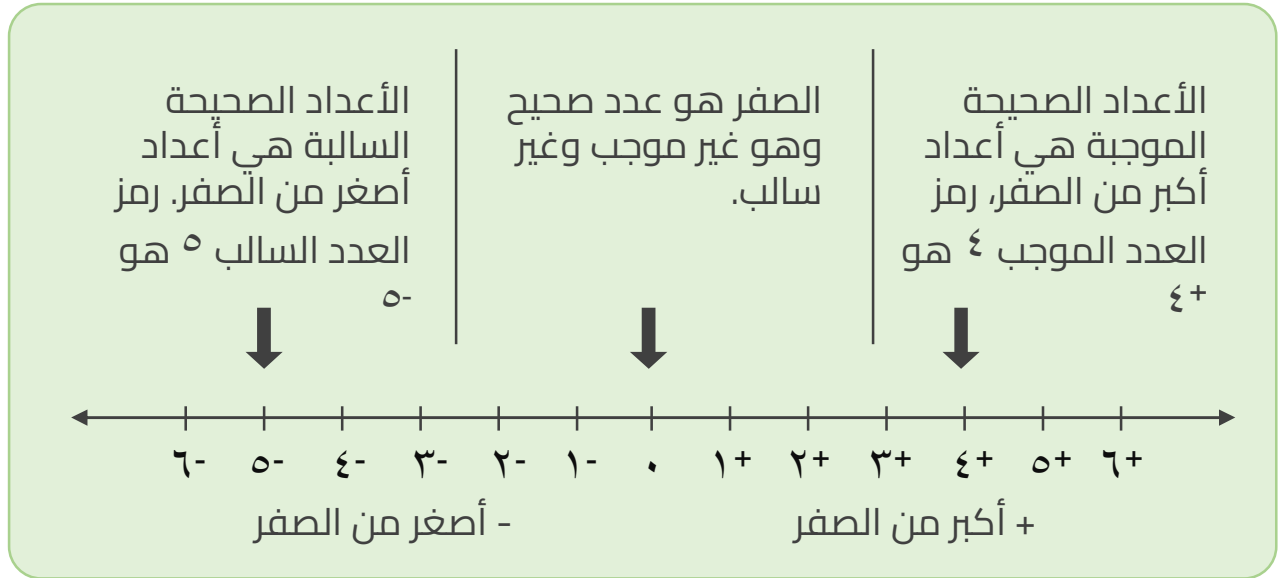 الأعداد الصحيحة
الموجبة هي أعداد
أكبر من الصفر، رمز
العدد الموجب ٤ هو
+٤
الصفر هو عدد صحيح
وهو غير موجب وغير
سالب.
الأعداد الصحيحة
السالبة هي أعداد
أصغر من الصفر. رمز
العدد السالب ٥ هو
-٥
-٦ -٥ -٤ -٣ -٢ -١ ٠ +١ +٢ +٣ +٤ +٥ +٦
+ أكبر من الصفر
- أصغر من الصفر